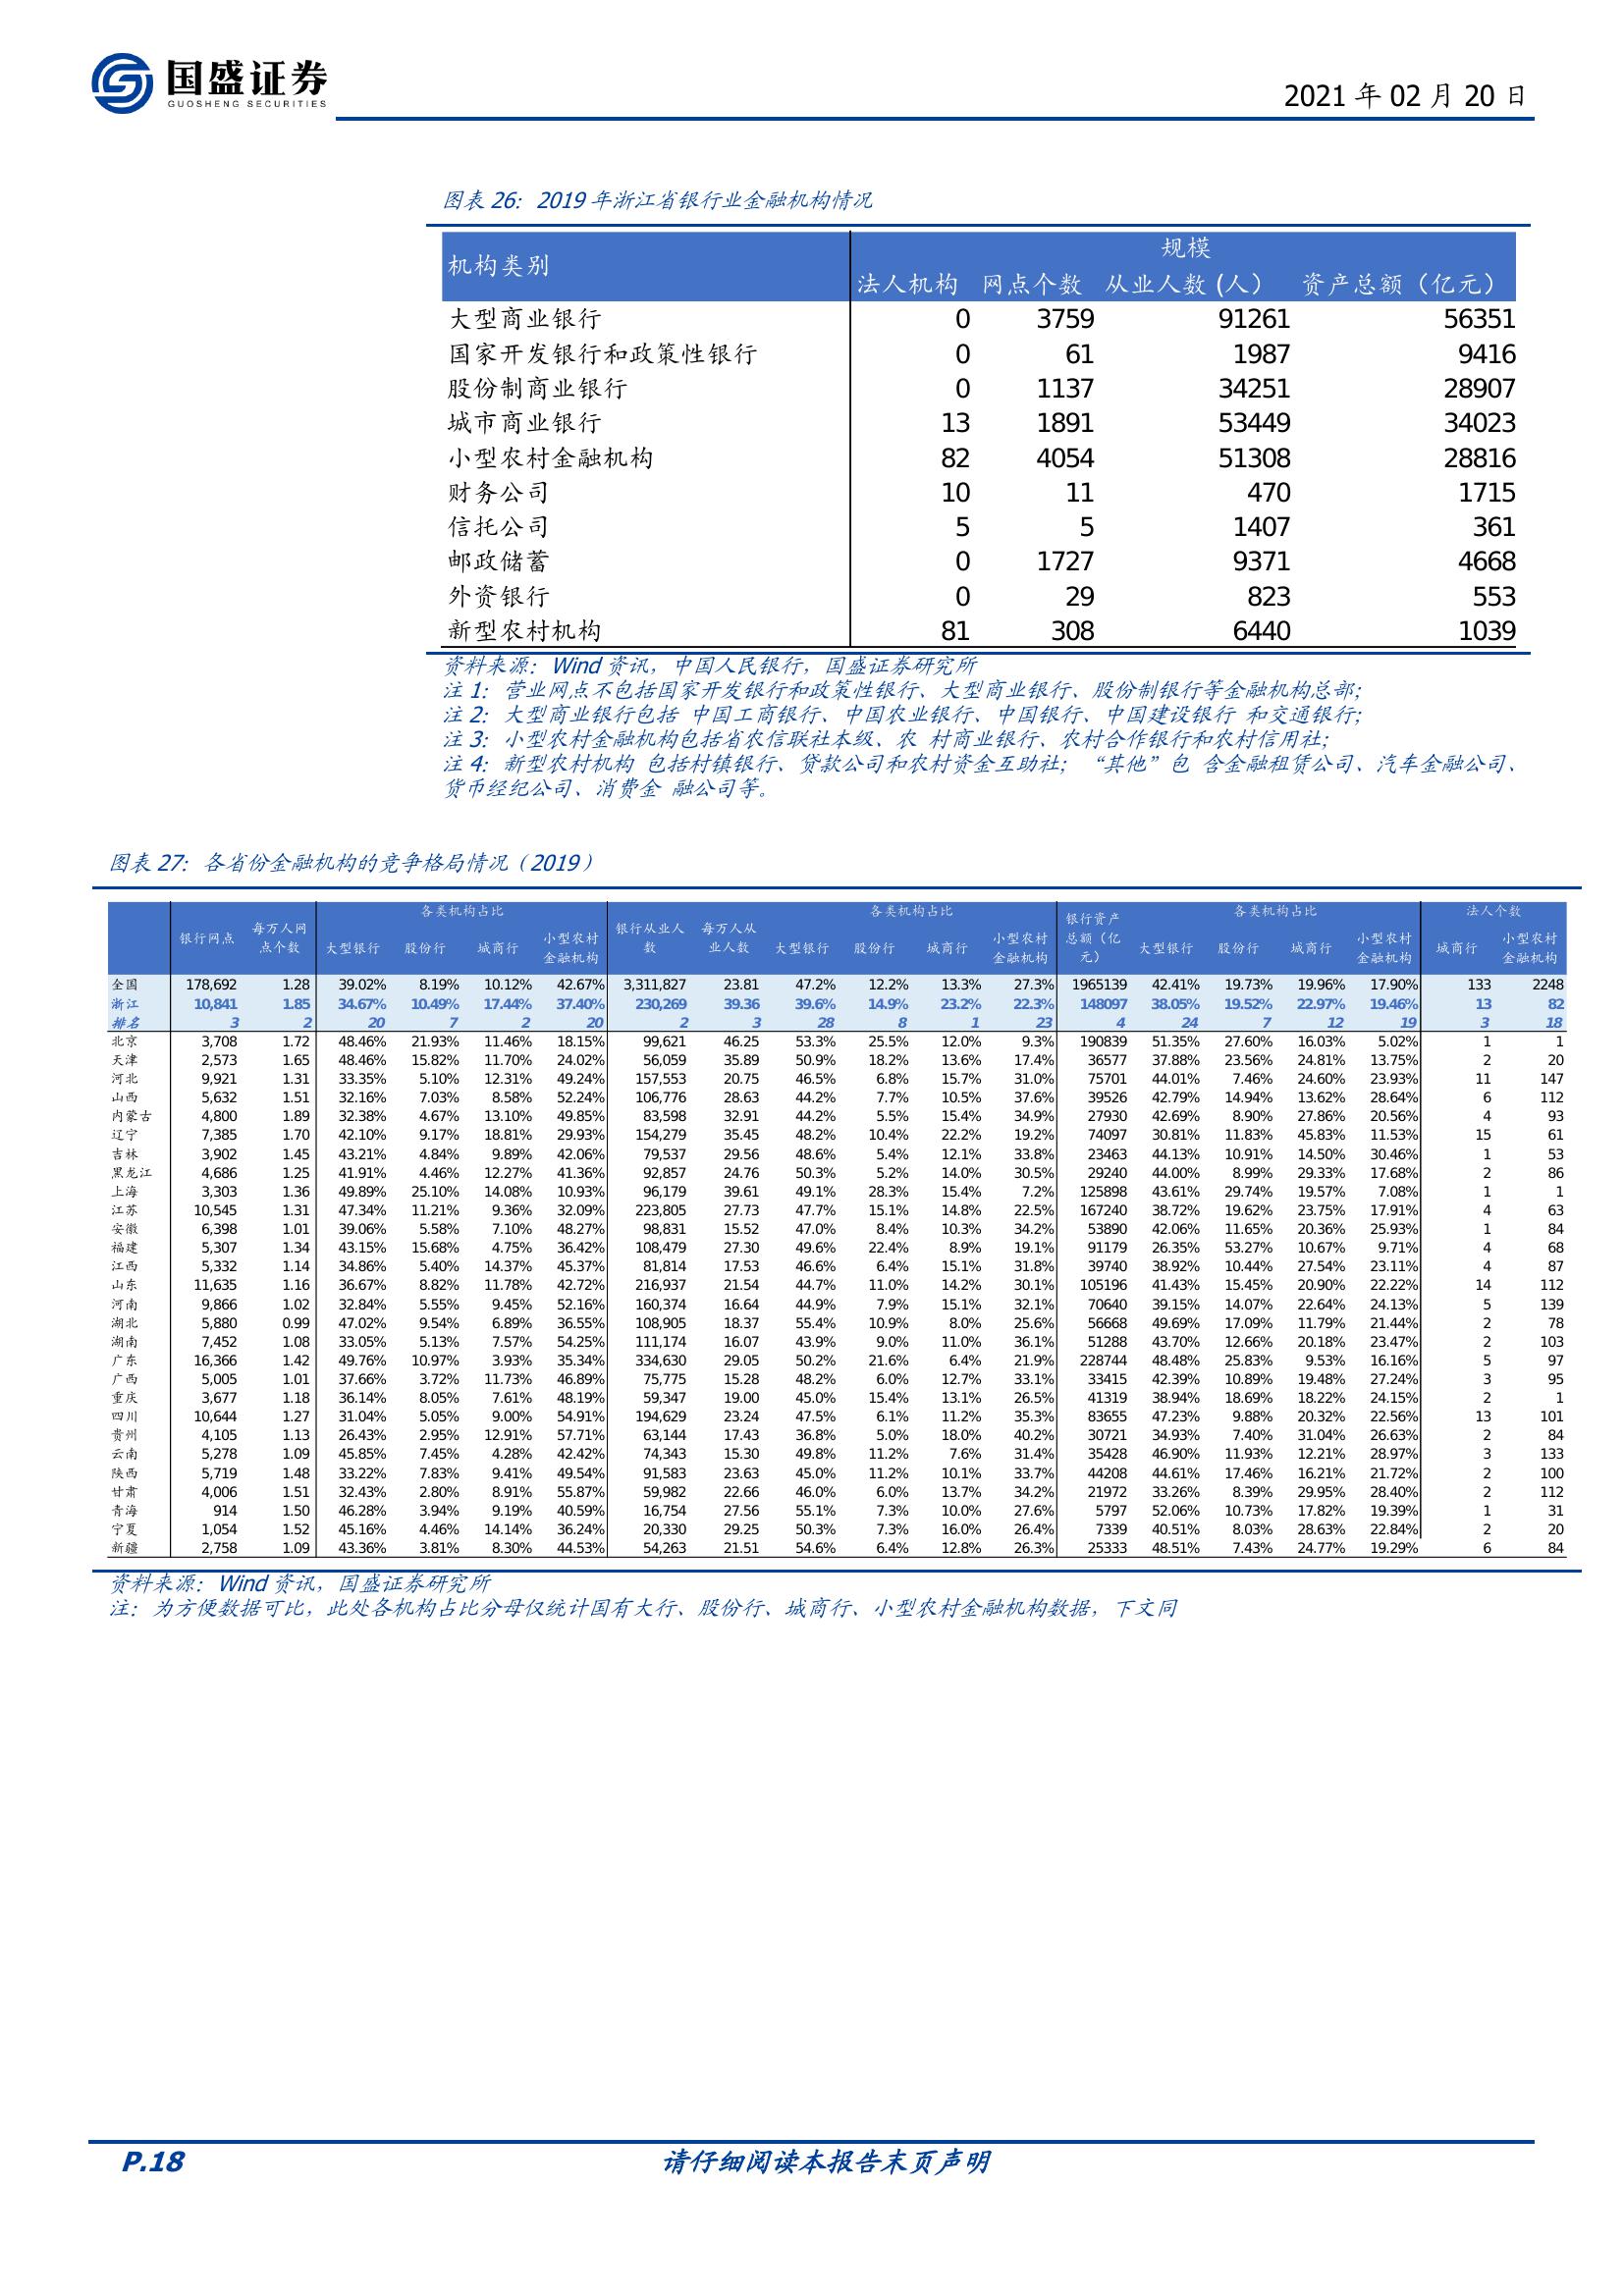 国盛证券
GUOSHENG SECURITIES
2021 年 02 月 20 日
图表 26：2019 年浙江省银行业金融机构情况
机构类别 规模
法人机构 网点个数 从业人数 (人） 资产总额（亿元）
大型商业银行 0 3759 91261 56351
国家开发银行和政策性银行 0 61 1987 9416
股份制商业银行 0 1137 34251 28907
城市商业银行 13 1891 53449 34023
小型农村金融机构 82 4054 51308 28816
财务公司 10 11 470 1715
信托公司 5 5 1407 361
邮政储蓄 0 1727 9371 4668
外资银行 0 29 823 553
新型农村机构 81 308 6440 1039
资料来源：Wind 资讯，中国人民银行，国盛证券研究所
注 1：营业网点不包括国家开发银行和政策性银行、大型商业银行、股份制银行等金融机构总部；
注 2：大型商业银行包括 中国工商银行、中国农业银行、中国银行、中国建设银行 和交通银行；
注 3：小型农村金融机构包括省农信联社本级、农 村商业银行、农村合作银行和农村信用社；
注 4：新型农村机构 包括村镇银行、贷款公司和农村资金互助社；“其他”包 含金融租赁公司、汽车金融公司、
货币经纪公司、消费金 融公司等。
图表 27：各省份金融机构的竞争格局情况（2019）
银行网点 每万人网点个数 各类机构占比 大型银行 股份行 城商行 小型农村金融机构 银行从业人数 每万人从业人数 各类机构占比 大型银行 股份行 城商行 小型农村金融机构 银行资产总额（亿元） 各类机构占比 大型银行 股份行 城商行 小型农村金融机构 法人个数 城商行 小型农村金融机构
全国 178,692 1.28 39.02% 8.19% 10.12% 42.67% 3,311,827 23.81 47.2% 12.2% 13.3% 27.3% 1965139 42.41% 19.73% 19.96% 17.90% 133 2248
浙江 10,841 1.85 34.67% 10.49% 17.44% 37.40% 230,269 39.36 39.6% 14.9% 23.2% 22.3% 148097 38.05% 19.52% 22.97% 19.46% 13 82
排名 3 2 20 7 2 20 2 3 28 8 1 23 4 24 7 12 19 3 18
北京 3,708 1.72 48.46% 21.93% 11.46% 18.15% 99,621 46.25 53.3% 25.5% 12.0% 9.3% 190839 51.35% 27.60% 16.03% 5.02% 1 1
天津 2,573 1.65 48.46% 15.82% 11.70% 24.02% 56,059 35.89 50.9% 18.2% 13.6% 17.4% 36577 37.88% 23.56% 24.81% 13.75% 2 20
河北 9,921 1.31 33.35% 5.10% 12.31% 49.24% 157,553 20.75 46.5% 6.8% 15.7% 31.0% 75701 44.01% 7.46% 24.60% 23.93% 11 147
山西 5,632 1.51 32.16% 7.03% 8.58% 52.24% 106,776 28.63 44.2% 7.7% 10.5% 37.6% 39526 42.79% 14.94% 13.62% 28.64% 6 112
内蒙古 4,800 1.89 32.38% 4.67% 13.10% 49.85% 83,598 32.91 44.2% 5.5% 15.4% 34.9% 27930 42.69% 8.90% 27.86% 20.56% 4 93
辽宁 7,385 1.70 42.10% 9.17% 18.81% 29.93% 154,279 35.45 48.2% 10.4% 22.2% 19.2% 74097 30.81% 11.83% 45.83% 11.53% 15 61
吉林 3,902 1.45 43.21% 4.84% 9.89% 42.06% 79,537 29.56 48.6% 5.4% 12.1% 33.8% 23463 44.13% 10.91% 14.50% 30.46% 1 53
黑龙江 4,686 1.25 41.91% 4.46% 12.27% 41.36% 92,857 24.76 50.3% 5.2% 14.0% 30.5% 29240 44.00% 8.99% 29.33% 17.68% 2 86
上海 3,303 1.36 49.89% 25.10% 14.08% 10.93% 96,179 39.61 49.1% 28.3% 15.4% 7.2% 125898 43.61% 29.74% 19.57% 7.08% 1 1
江苏 10,545 1.31 47.34% 11.21% 9.36% 32.09% 223,805 27.73 47.7% 15.1% 14.8% 22.5% 167240 38.72% 19.62% 23.75% 17.91% 4 63
安徽 6,398 1.01 39.06% 5.58% 7.10% 48.27% 98,831 15.52 47.0% 8.4% 10.3% 34.2% 53890 42.06% 11.65% 20.36% 25.93% 1 84
福建 5,307 1.34 43.15% 15.68% 4.75% 36.42% 108,479 27.30 49.6% 22.4% 8.9% 19.1% 91179 26.35% 53.27% 10.67% 9.71% 4 68
江西 5,332 1.14 34.86% 5.40% 14.37% 45.37% 81,814 17.53 46.6% 6.4% 15.1% 31.8% 39740 38.92% 10.44% 27.54% 23.11% 4 87
山东 11,635 1.16 36.67% 8.82% 11.78% 42.72% 216,937 21.54 44.7% 11.0% 14.2% 30.1% 105196 41.43% 15.45% 20.90% 22.22% 14 112
河南 9,866 1.02 32.84% 5.55% 9.45% 52.16% 160,374 16.64 44.9% 7.9% 15.1% 32.1% 70640 39.15% 14.07% 22.64% 24.13% 5 139
湖北 5,880 0.99 47.02% 9.54% 6.89% 36.55% 108,905 18.37 55.4% 10.9% 8.0% 25.6% 56668 49.69% 17.09% 11.79% 21.44% 2 78
湖南 7,452 1.08 33.05% 5.13% 7.57% 54.25% 111,174 16.07 43.9% 9.0% 11.0% 36.1% 51288 43.70% 12.66% 20.18% 23.47% 2 103
广东 16,366 1.42 49.76% 10.97% 3.93% 35.34% 334,630 29.05 50.2% 21.6% 6.4% 21.9% 228744 48.48% 25.83% 9.53% 16.16% 5 97
广西 5,005 1.01 37.66% 3.72% 11.73% 46.89% 75,775 15.28 48.2% 6.0% 12.7% 33.1% 33415 42.39% 10.89% 19.48% 27.24% 3 95
重庆 3,677 1.18 36.14% 8.05% 7.61% 48.19% 59,347 19.00 45.0% 15.4% 13.1% 26.5% 41319 38.94% 18.69% 18.22% 24.15% 2 1
四川 10,644 1.27 31.04% 5.05% 9.00% 54.91% 194,629 23.24 47.5% 6.1% 11.2% 35.3% 83655 47.23% 9.88% 20.32% 22.56% 13 101
贵州 4,105 1.13 26.43% 2.95% 12.91% 57.71% 63,144 17.43 36.8% 5.0% 18.0% 40.2% 30721 34.93% 7.40% 31.04% 26.63% 2 84
云南 5,278 1.09 45.85% 7.45% 4.28% 42.42% 74,343 15.30 49.8% 11.2% 7.6% 31.4% 35428 46.90% 11.93% 12.21% 28.97% 3 133
陕西 5,719 1.48 33.22% 7.83% 9.41% 49.54% 91,583 23.63 45.0% 11.2% 10.1% 33.7% 44208 44.61% 17.46% 16.21% 21.72% 2 100
甘肃 4,006 1.51 32.43% 2.80% 8.91% 55.87% 59,982 22.66 46.0% 6.0% 13.7% 34.2% 21972 33.26% 8.39% 29.95% 28.40% 2 112
青海 914 1.50 46.28% 3.94% 9.19% 40.59% 16,754 27.56 55.1% 7.3% 10.0% 27.6% 5797 52.06% 10.73% 17.82% 19.39% 1 31
宁夏 1,054 1.52 45.16% 4.46% 14.14% 36.24% 20,330 29.25 50.3% 7.3% 16.0% 26.4% 7339 40.51% 8.03% 28.63% 22.84% 2 20
新疆 2,758 1.09 43.36% 3.81% 8.30% 44.53% 54,263 21.51 54.6% 6.4% 12.8% 26.3% 25333 48.51% 7.43% 24.77% 19.29% 6 84
资料来源：Wind 资讯，国盛证券研究所
注：为方便数据可比，此处各机构占比分母仅统计国有大行、股份行、城商行、小型农村金融机构数据，下文同
P.18 请仔细阅读本报告末页声明